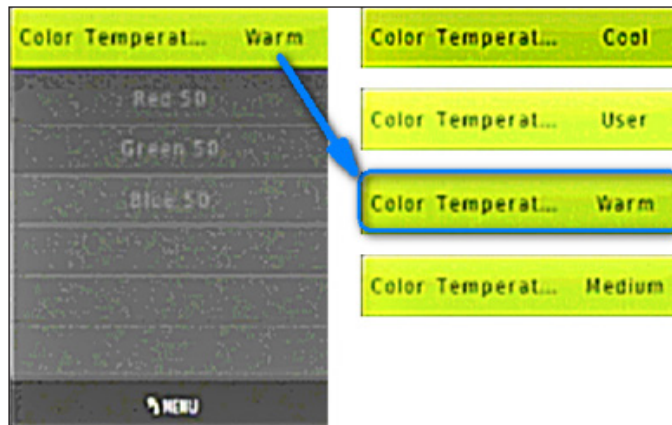 Color Temperat... Warm
Red 50
Green 50
Blue 50
MENU
Color Temperat... Cool
Color Temperat... User
Color Temperat... Warm
Color Temperat... Medium